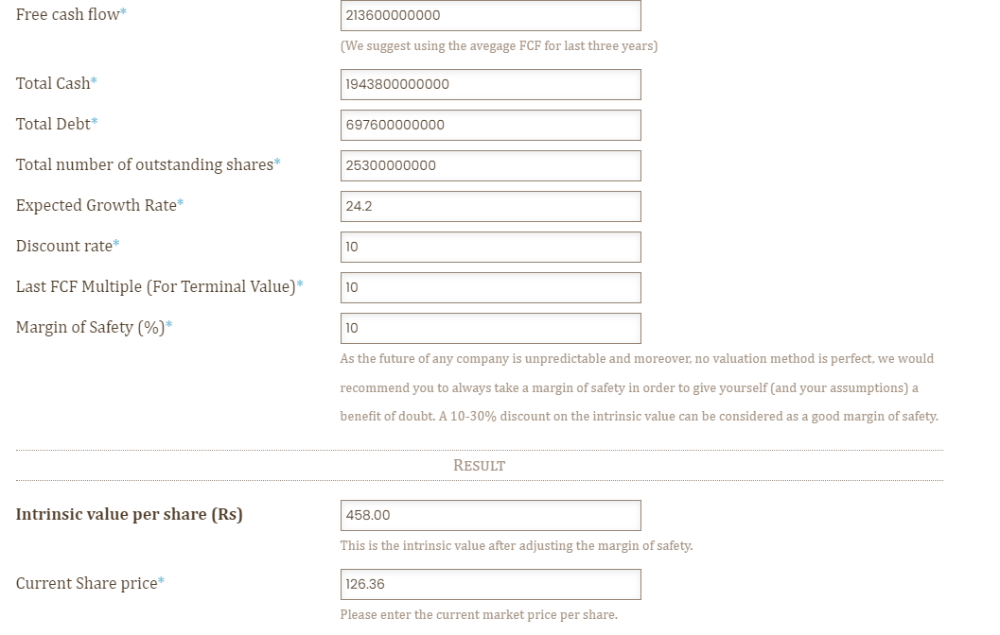 Free cash flow* 213600000000
(We suggest using the avegage FCF for last three years)
Total Cash* 1943800000000
Total Debt* 697600000000
Total number of outstanding shares* 25300000000
Expected Growth Rate* 24.2
Discount rate* 10
Last FCF Multiple (For Terminal Value)* 10
Margin of Safety (%)* 10
As the future of any company is unpredictable and moreover, no valuation method is perfect, we would
recommend you to always take a margin of safety in order to give yourself (and your assumptions) a
benefit of doubt. A 10-30% discount on the intrinsic value can be considered as a good margin of safety.
Result
Intrinsic value per share (Rs) 458.00
This is the intrinsic value after adjusting the margin of safety.
Current Share price* 126.36
Please enter the current market price per share.